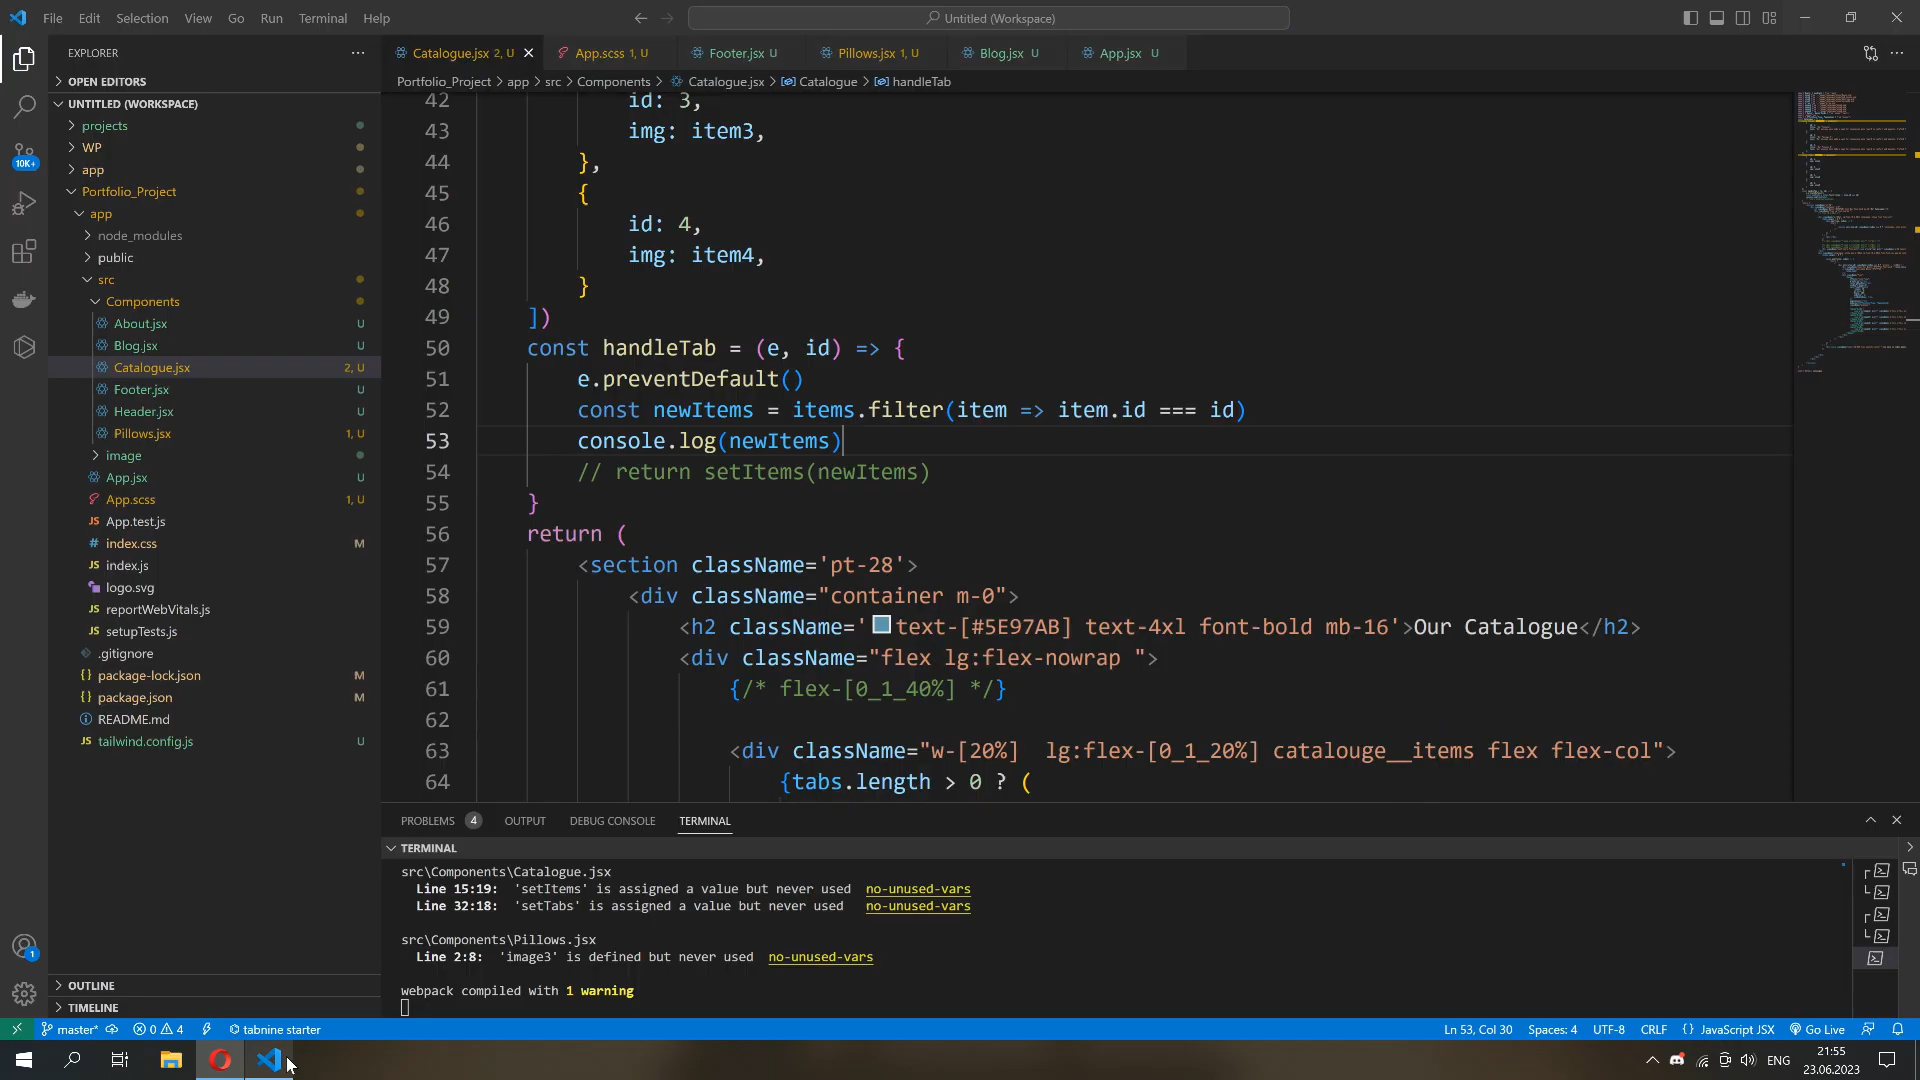 File Edit Selection View Go Run Terminal Help
Untitled (Workspace)
EXPLORER
Catalogue.jsx 2, U
App.scss 1, U
Footer.jsx U
Pillows.jsx 1, U
Blog.jsx U
App.jsx U
OPEN EDITORS
Portfolio_Project > app > src > Components > Catalogue.jsx > Catalogue > handleTab
UNTITLED (WORKSPACE)
projects
WP
app
Portfolio_Project
app
node_modules
public
src
Components
About.jsx U
Blog.jsx U
Catalogue.jsx 2, U
Footer.jsx U
Header.jsx U
Pillows.jsx 1, U
image
App.jsx U
App.scss 1, U
JS App.test.js
# index.css M
JS index.js
logo.svg
JS reportWebVitals.js
JS setupTests.js
.gitignore
{} package-lock.json M
{} package.json M
README.md
JS tailwind.config.js U
OUTLINE
TIMELINE
10K+
1
42 id: 3,
43 img: item3,
44 },
45 {
46 id: 4,
47 img: item4,
48 }
49 ])
50 const handleTab = (e, id) => {
51 e.preventDefault()
52 const newItems = items.filter(item => item.id === id)
53 console.log(newItems)
54 // return setItems(newItems)
55 }
56 return (
57 <section className='pt-28'>
58 <div className="container m-0">
59 <h2 className='text-[#5E97AB] text-4xl font-bold mb-16'>Our Catalogue</h2>
60 <div className="flex lg:flex-nowrap ">
61 {/* flex-[0_1_40%] */}
62
63 <div className="w-[20%]  lg:flex-[0_1_20%] catalouge__items flex flex-col">
64 {tabs.length > 0 ? (
PROBLEMS 4 OUTPUT DEBUG CONSOLE TERMINAL
TERMINAL
src\Components\Catalogue.jsx
Line 15:19: 'setItems' is assigned a value but never used no-unused-vars
Line 32:18: 'setTabs' is assigned a value but never used no-unused-vars
src\Components\Pillows.jsx
Line 2:8: 'image3' is defined but never used no-unused-vars
webpack compiled with 1 warning
master* 0 4 tabnine starter
Ln 53, Col 30 Spaces: 4 UTF-8 CRLF {} JavaScript JSX Go Live
ENG
21:55
23.06.2023